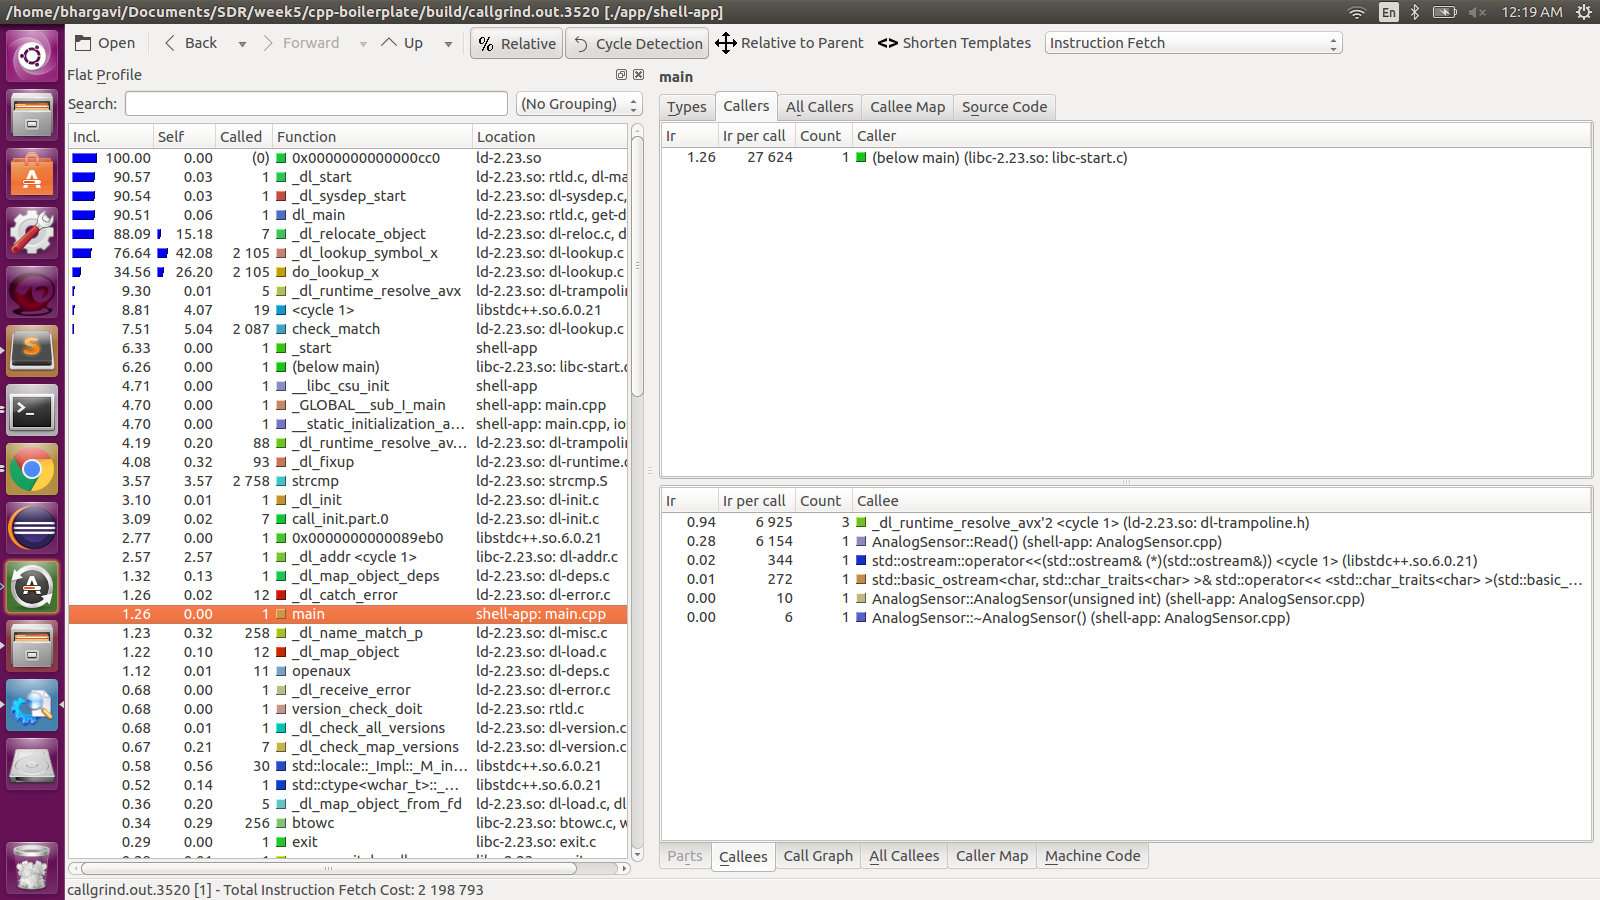 /home/bhargavi/Documents/SDR/week5/cpp-boilerplate/build/callgrind.out.3520 [./app/shell-app]
En
12:19 AM
Open Back Forward Up % Relative Cycle Detection Relative to Parent <> Shorten Templates Instruction Fetch
Flat Profile
Search: (No Grouping)
Incl. Self Called Function Location
100.00 0.00 (0) 0x0000000000000cc0 ld-2.23.so
90.57 0.03 1 _dl_start ld-2.23.so: rtld.c, dl-ma
90.54 0.03 1 _dl_sysdep_start ld-2.23.so: dl-sysdep.c,
90.51 0.06 1 dl_main ld-2.23.so: rtld.c, get-d
88.09 15.18 7 _dl_relocate_object ld-2.23.so: dl-reloc.c, d
76.64 42.08 2 105 _dl_lookup_symbol_x ld-2.23.so: dl-lookup.c
34.56 26.20 2 105 do_lookup_x ld-2.23.so: dl-lookup.c
9.30 0.01 5 _dl_runtime_resolve_avx ld-2.23.so: dl-trampolin
8.81 4.07 19 <cycle 1> libstdc++.so.6.0.21
7.51 5.04 2 087 check_match ld-2.23.so: dl-lookup.c
6.33 0.00 1 _start shell-app
6.26 0.00 1 (below main) libc-2.23.so: libc-start.c
4.71 0.00 1 __libc_csu_init shell-app
4.70 0.00 1 _GLOBAL__sub_I_main shell-app: main.cpp
4.70 0.00 1 __static_initialization_a... shell-app: main.cpp, ios
4.19 0.20 88 _dl_runtime_resolve_av... ld-2.23.so: dl-trampolin
4.08 0.32 93 _dl_fixup ld-2.23.so: dl-runtime.c
3.57 3.57 2 758 strcmp ld-2.23.so: strcmp.S
3.10 0.01 1 _dl_init ld-2.23.so: dl-init.c
3.09 0.02 7 call_init.part.0 ld-2.23.so: dl-init.c
2.77 0.00 1 0x0000000000089eb0 libstdc++.so.6.0.21
2.57 2.57 1 _dl_addr <cycle 1> libc-2.23.so: dl-addr.c
1.32 0.13 1 _dl_map_object_deps ld-2.23.so: dl-deps.c
1.26 0.02 12 _dl_catch_error ld-2.23.so: dl-error.c
1.26 0.00 1 main shell-app: main.cpp
1.23 0.32 258 _dl_name_match_p ld-2.23.so: dl-misc.c
1.22 0.10 12 _dl_map_object ld-2.23.so: dl-load.c
1.12 0.01 11 openaux ld-2.23.so: dl-deps.c
0.68 0.00 1 _dl_receive_error ld-2.23.so: dl-error.c
0.68 0.00 1 version_check_doit ld-2.23.so: rtld.c
0.68 0.01 1 _dl_check_all_versions ld-2.23.so: dl-version.c
0.67 0.21 7 _dl_check_map_versions ld-2.23.so: dl-version.c
0.58 0.56 30 std::locale::_Impl::_M_in... libstdc++.so.6.0.21
0.52 0.14 1 std::ctype<wchar_t>::_... libstdc++.so.6.0.21
0.36 0.20 5 _dl_map_object_from_fd ld-2.23.so: dl-load.c, dl
0.34 0.29 256 btowc libc-2.23.so: btowc.c, w
0.29 0.00 1 exit libc-2.23.so: exit.c
main
Types Callers All Callers Callee Map Source Code
Ir Ir per call Count Caller
1.26 27 624 1 (below main) (libc-2.23.so: libc-start.c)
Ir Ir per call Count Callee
0.94 6 925 3 _dl_runtime_resolve_avx'2 <cycle 1> (ld-2.23.so: dl-trampoline.h)
0.28 6 154 1 AnalogSensor::Read() (shell-app: AnalogSensor.cpp)
0.02 344 1 std::ostream::operator<<(std::ostream& (*)(std::ostream&)) <cycle 1> (libstdc++.so.6.0.21)
0.01 272 1 std::basic_ostream<char, std::char_traits<char> >& std::operator<< <std::char_traits<char> >(std::basic_...
0.00 10 1 AnalogSensor::AnalogSensor(unsigned int) (shell-app: AnalogSensor.cpp)
0.00 6 1 AnalogSensor::~AnalogSensor() (shell-app: AnalogSensor.cpp)
Parts Callees Call Graph All Callees Caller Map Machine Code
callgrind.out.3520 [1] - Total Instruction Fetch Cost: 2 198 793